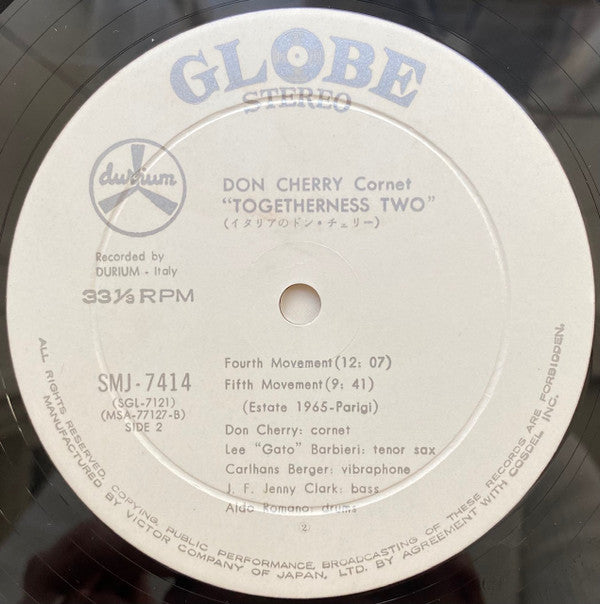 GLOBE
STEREO
durium
DON CHERRY Cornet
"TOGETHERNESS TWO"
(イタリアのドン・チェリー)
Recorded by
DURIUM - Italy
33 1/3 RPM
Fourth Movement(12: 07)
SMJ-7414
Fifth Movement(9: 41)
(SGL-7121)
(Estate 1965-Parigi)
(MSA-77127-B)
SIDE 2
Don Cherry: cornet
Lee "Gato" Barbieri: tenor sax
Carlhans Berger: vibraphone
J. F. Jenny Clark: bass
Aldo Romano: drums
2
ALL RIGHTS RESERVED. COPYING, PUBLIC PERFORMANCE, BROADCASTING OF THESE RECORDS ARE FORBIDDEN.
MANUFACTURED BY VICTOR COMPANY OF JAPAN, LTD. BY AGREEMENT WITH COSDEL INC.